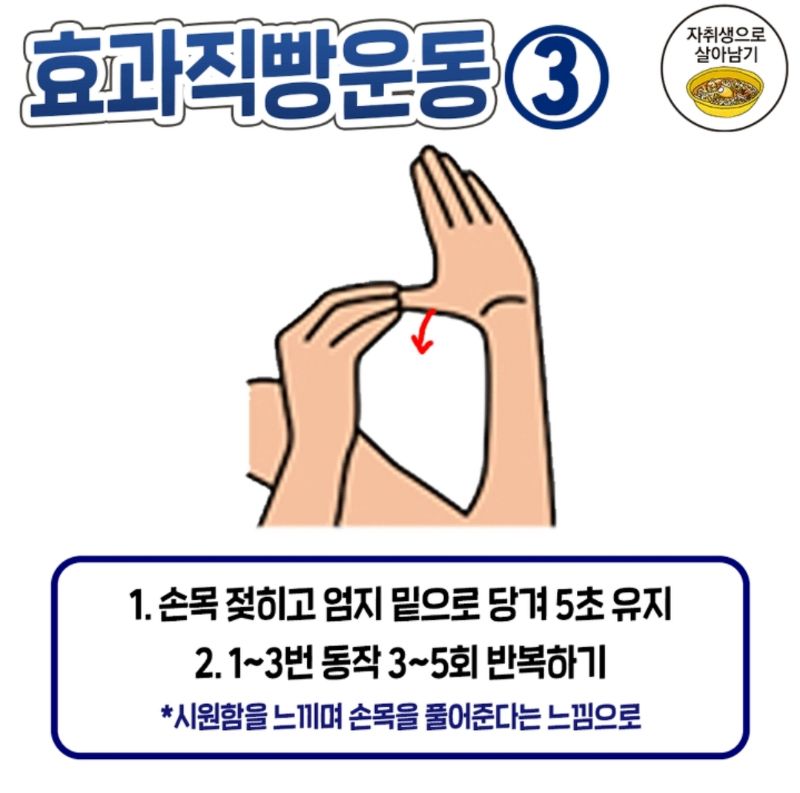 효과직빵운동 3
자취생으로
살아남기
1. 손목 젖히고 엄지 밑으로 당겨 5초 유지
2. 1~3번 동작 3~5회 반복하기
*시원함을 느끼며 손목을 풀어준다는 느낌으로